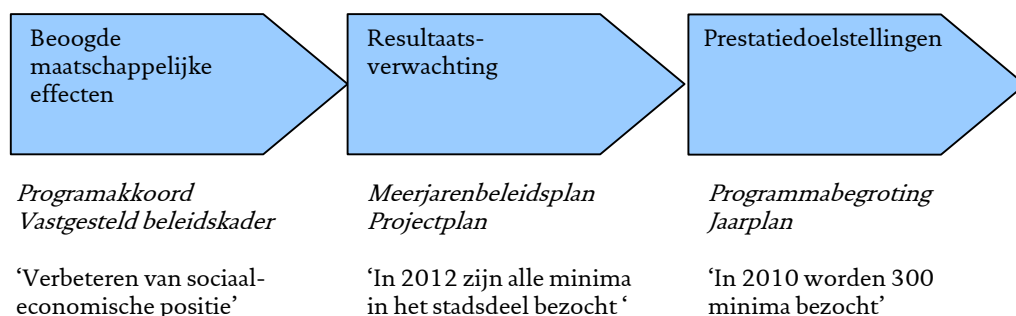 Beoogde
maatschappelijke
effecten
Resultaats-
verwachting
Prestatiedoelstellingen
Programakkoord
Vastgesteld beleidskader
Meerjarenbeleidsplan
Projectplan
Programmabegroting
Jaarplan
‘Verbeteren van sociaal-
economische positie’
‘In 2012 zijn alle minima
in het stadsdeel bezocht ‘
‘In 2010 worden 300
minima bezocht’